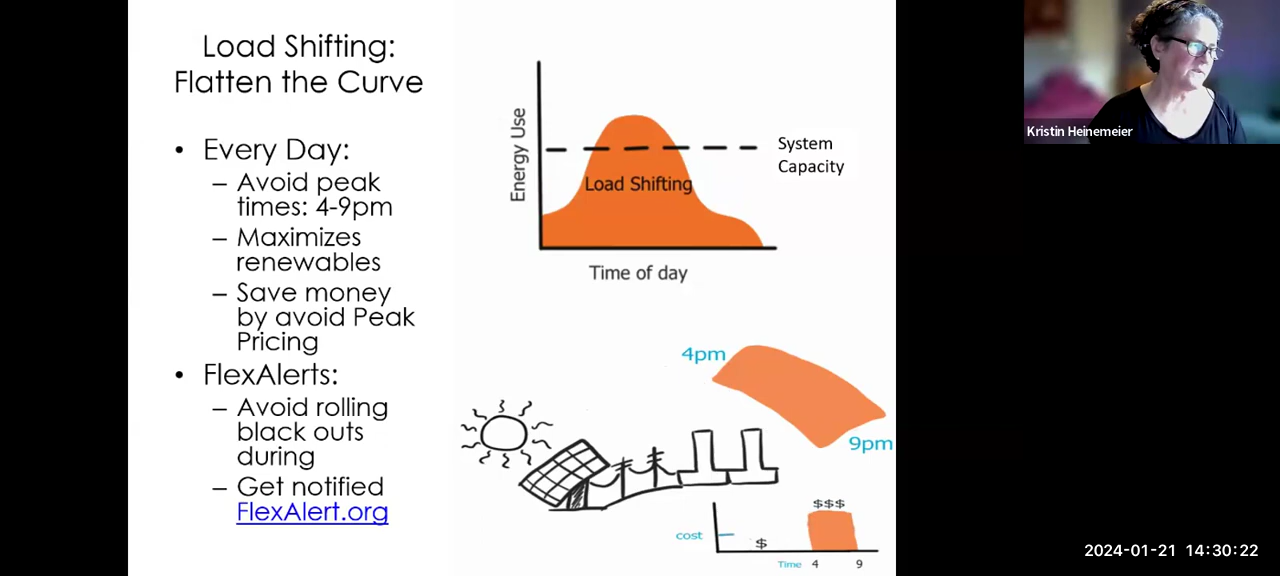 Load Shifting:
Flatten the Curve
• Every Day:
– Avoid peak
times: 4-9pm
– Maximizes
renewables
– Save money
by avoid Peak
Pricing
• FlexAlerts:
– Avoid rolling
black outs
during
– Get notified
FlexAlert.org
Energy Use
System
Capacity
Load Shifting
Time of day
4pm
9pm
$$$
cost
$
Time 4 9
Kristin Heinemeier
2024-01-21 14:30:22